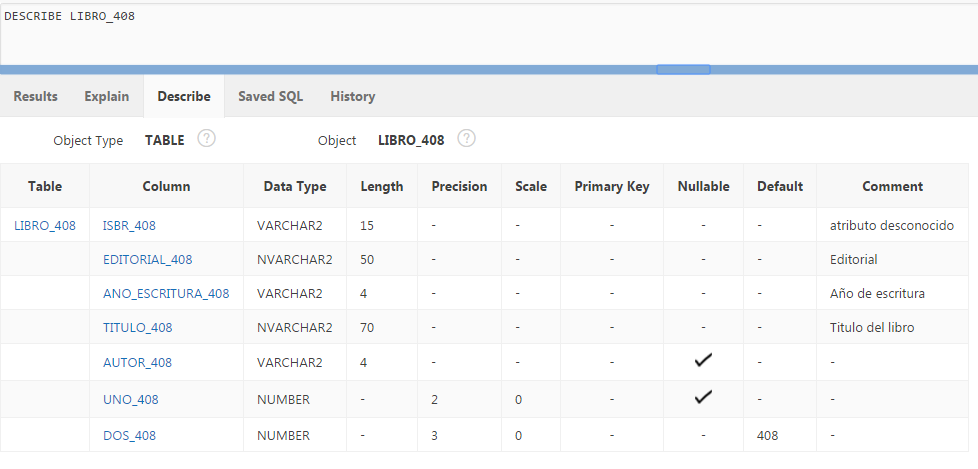 DESCRIBE LIBRO_408
Results Explain Describe Saved SQL History
Object Type TABLE ? Object LIBRO_408 ?
Table Column Data Type Length Precision Scale Primary Key Nullable Default Comment
LIBRO_408 ISBR_408 VARCHAR2 15 - - - - - atributo desconocido
EDITORIAL_408 NVARCHAR2 50 - - - - - Editorial
ANO_ESCRITURA_408 VARCHAR2 4 - - - - - Año de escritura
TITULO_408 NVARCHAR2 70 - - - - - Titulo del libro
AUTOR_408 VARCHAR2 4 - - - ✓ - -
UNO_408 NUMBER - 2 0 - ✓ - -
DOS_408 NUMBER - 3 0 - - 408 -